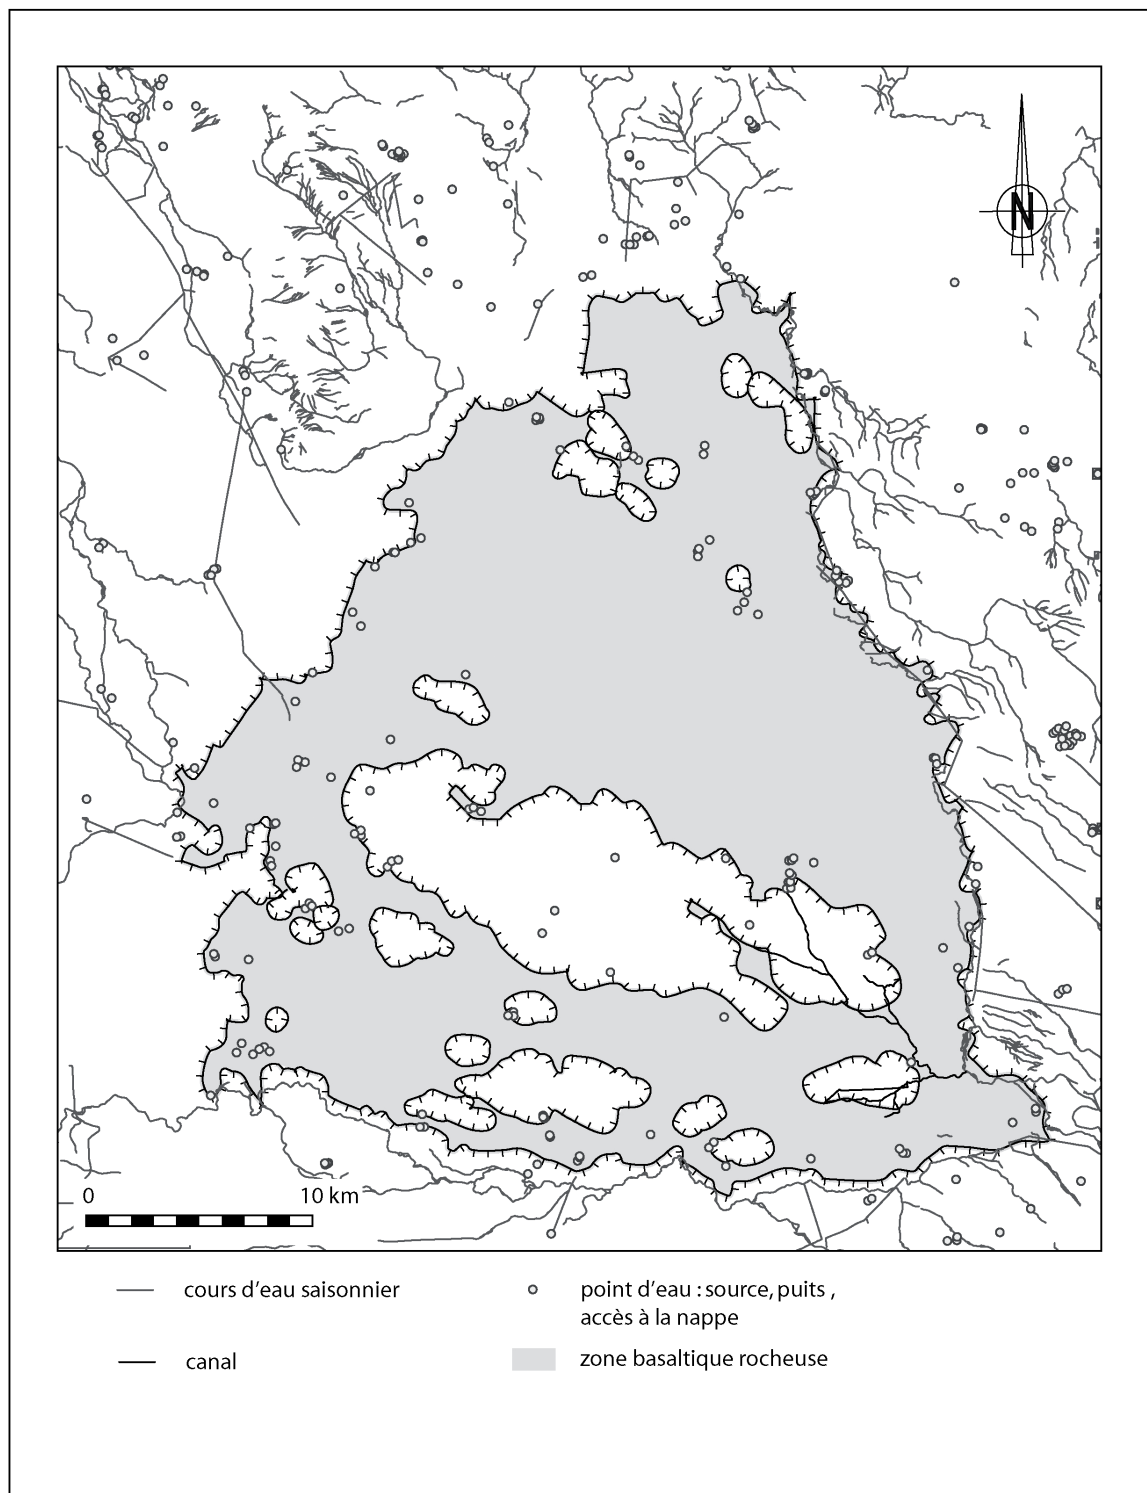 N
0 10 km
cours d'eau saisonnier
point d'eau : source, puits ,
accès à la nappe
canal
zone basaltique rocheuse